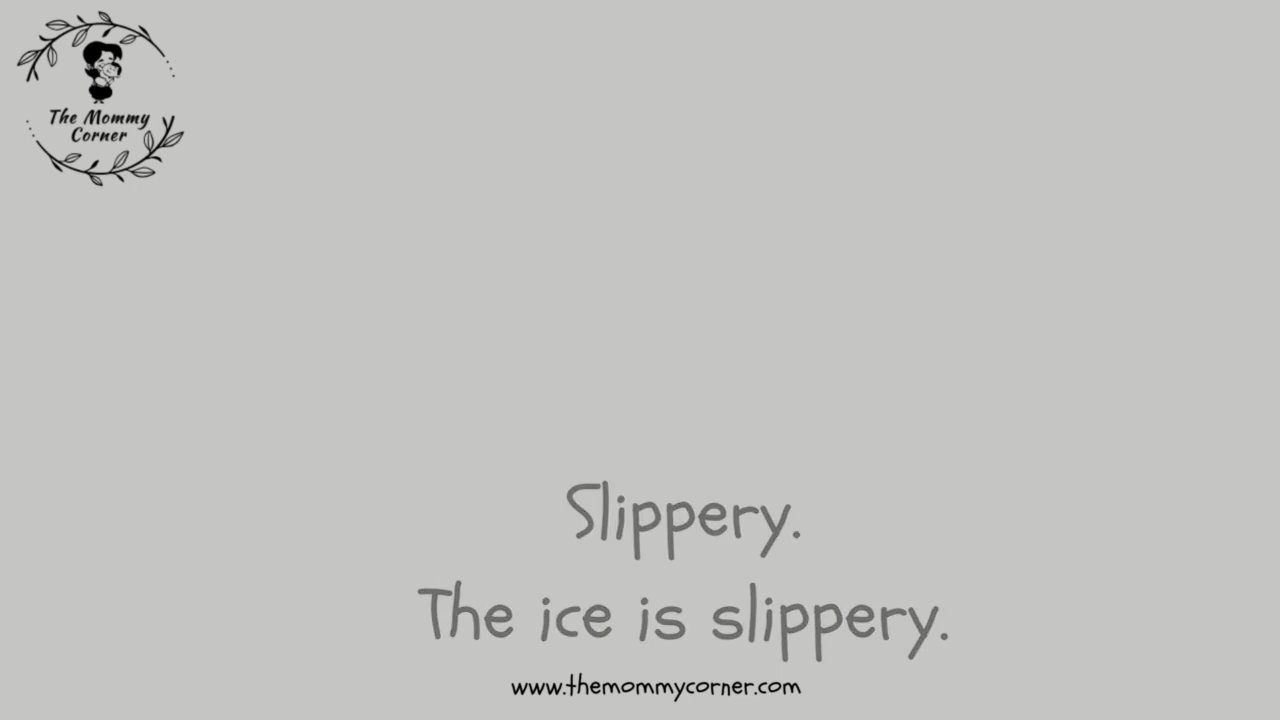 The Mommy
Corner
Slippery.
The ice is slippery.
www.themommycorner.com